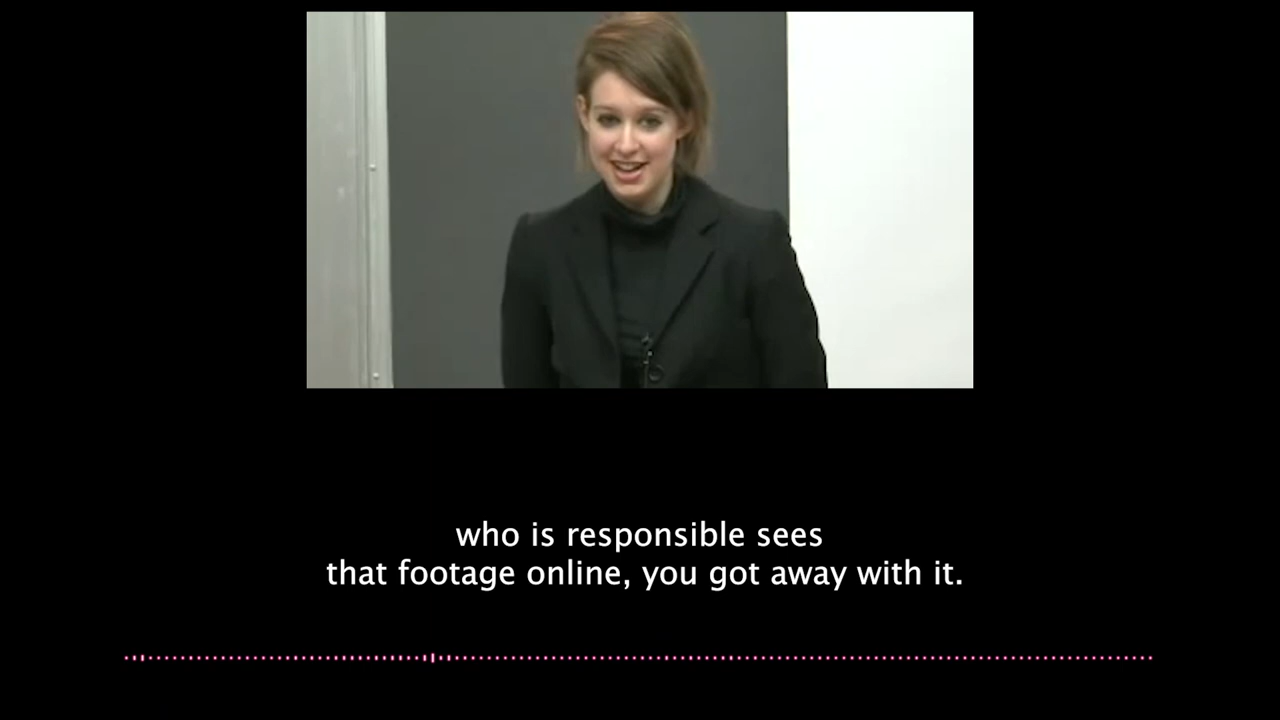 who is responsible sees
that footage online, you got away with it.